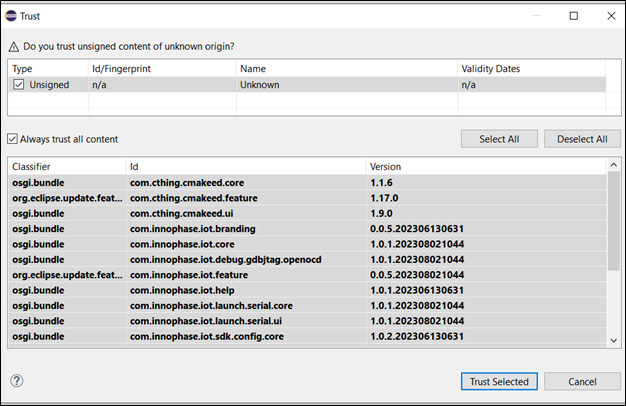 Trust
Do you trust unsigned content of unknown origin?
Type Id/Fingerprint Name Validity Dates
Unsigned n/a Unknown n/a
Always trust all content Select All Deselect All
Classifier Id Version
osgi.bundle com.cthing.cmakeed.core 1.1.6
org.eclipse.update.feat... com.cthing.cmakeed.feature 1.17.0
osgi.bundle com.cthing.cmakeed.ui 1.9.0
osgi.bundle com.innophase.iot.branding 0.0.5.202306130631
osgi.bundle com.innophase.iot.core 1.0.1.202308021044
osgi.bundle com.innophase.iot.debug.gdbjtag.openocd 1.0.1.202308021044
org.eclipse.update.feat... com.innophase.iot.feature 0.0.5.202308021044
osgi.bundle com.innophase.iot.help 1.0.1.202306130631
osgi.bundle com.innophase.iot.launch.serial.core 1.0.1.202308021044
osgi.bundle com.innophase.iot.launch.serial.ui 1.0.1.202308021044
osgi.bundle com.innophase.iot.sdk.config.core 1.0.2.202306130631
? Trust Selected Cancel